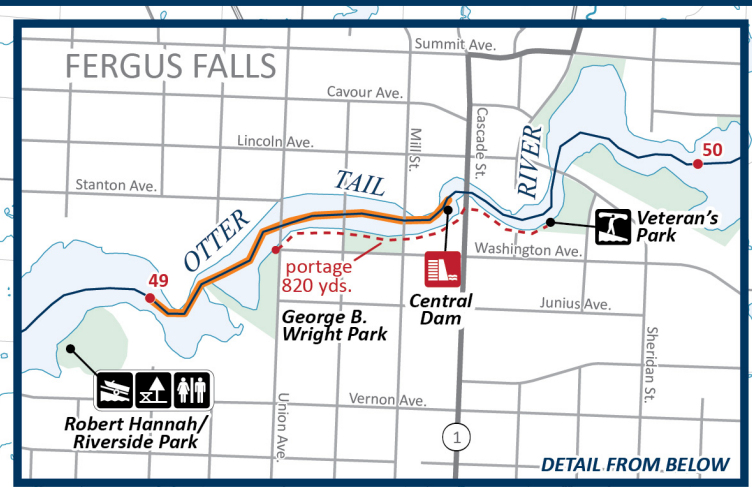 FERGUS FALLS
Summit Ave.
Cavour Ave.
Lincoln Ave.
Mill St.
Cascade St.
RIVER
50
Stanton Ave.
TAIL
OTTER
Veteran's
Park
Washington Ave.
49
portage
820 yds.
Central
Dam
George B.
Wright Park
Junius Ave.
Sheridan St.
Robert Hannah/
Riverside Park
Union Ave.
Vernon Ave.
1
DETAIL FROM BELOW